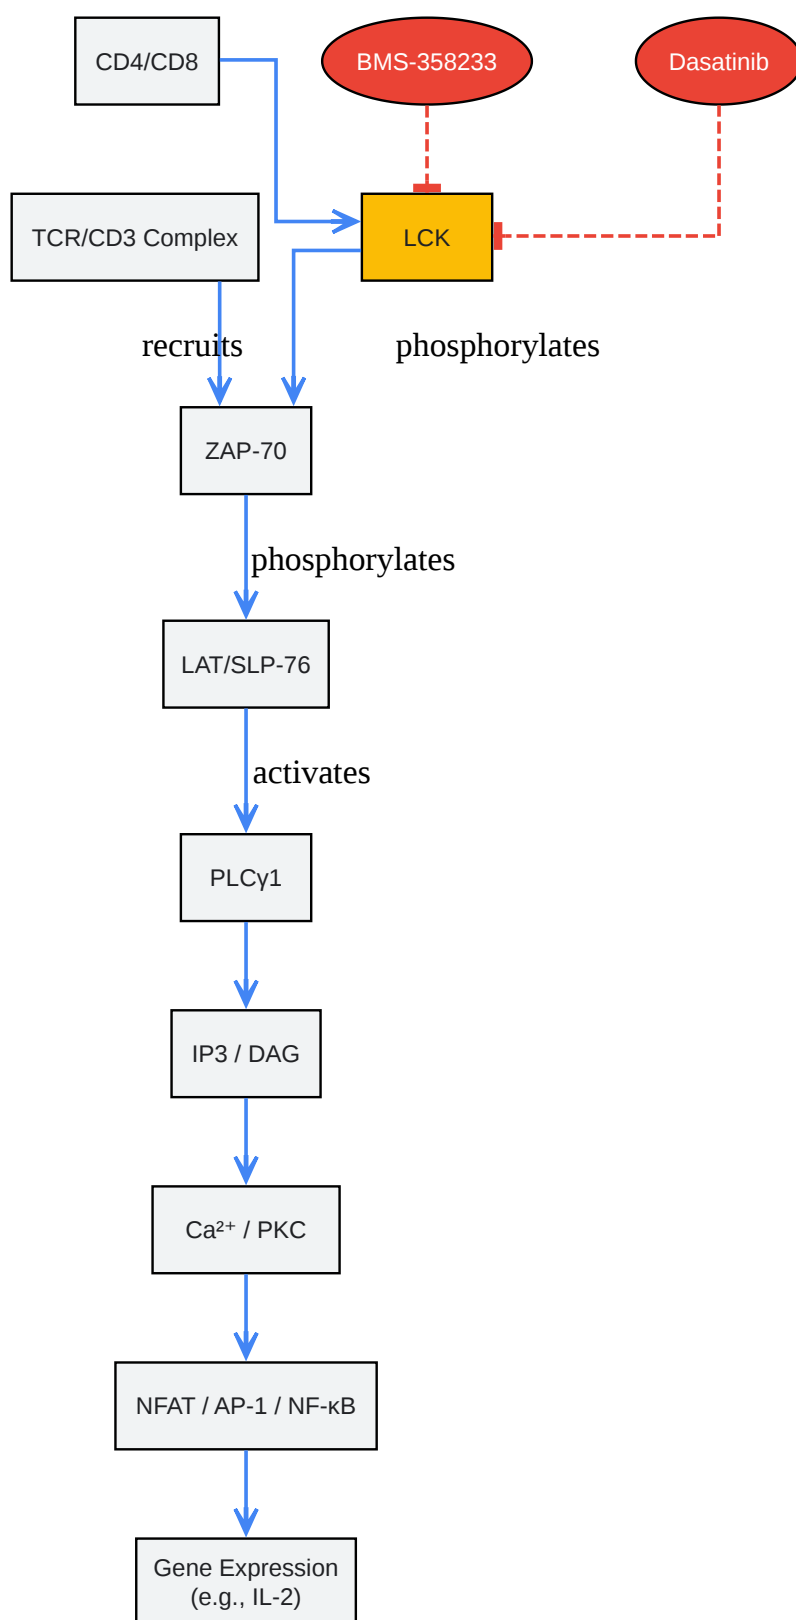 CD4/CD8
BMS-358233
Dasatinib
TCR/CD3 Complex
LCK
recruits
phosphorylates
ZAP-70
phosphorylates
LAT/SLP-76
activates
PLCγ1
IP3 / DAG
Ca²⁺ / PKC
NFAT / AP-1 / NF-κB
Gene Expression
(e.g., IL-2)